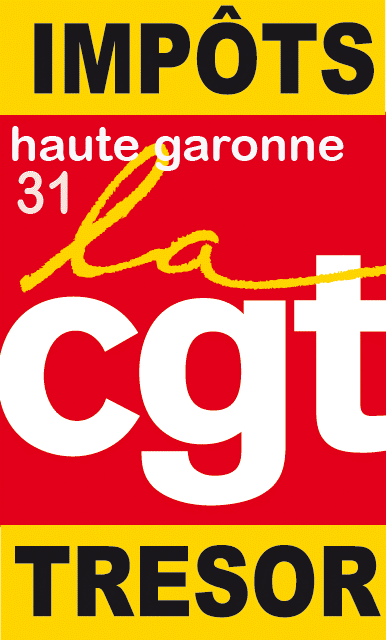 IMPÔTS
haute garonne
31
la
cgt
TRESOR